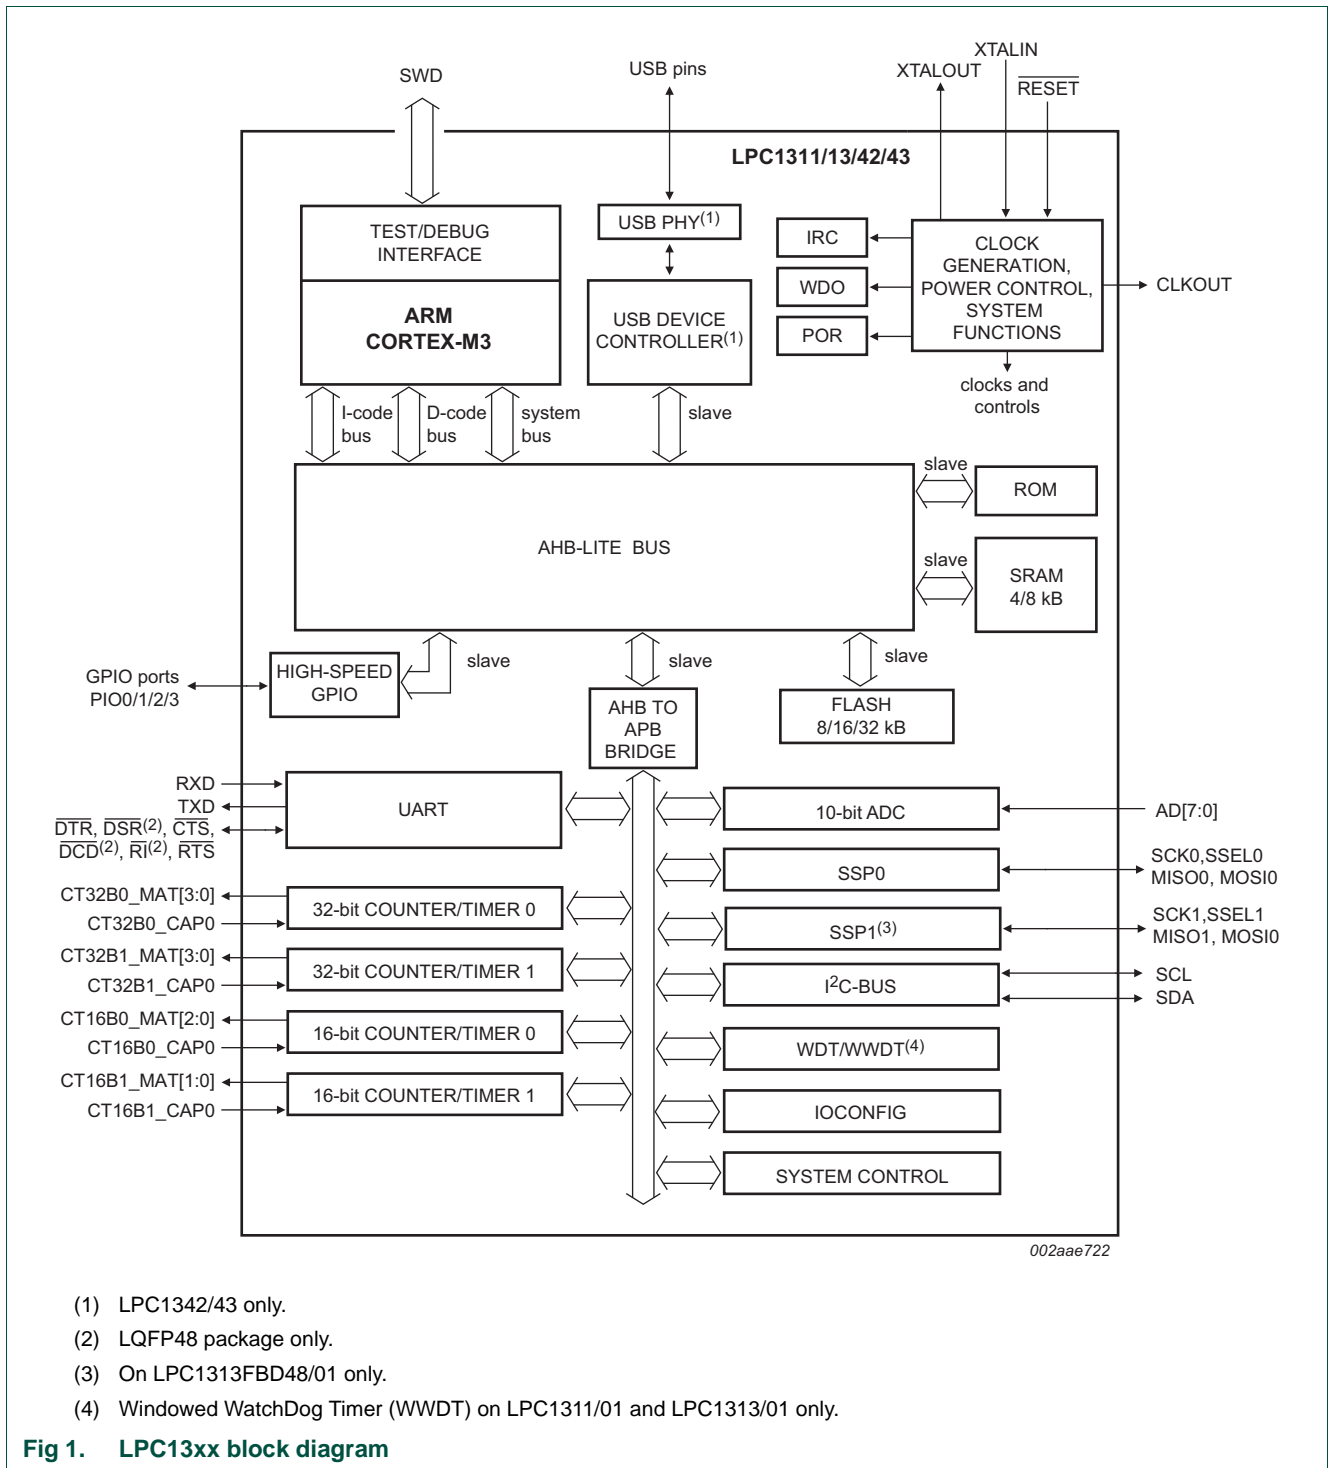 SWD
USB pins
XTALIN
XTALOUT
RESET
LPC1311/13/42/43
TEST/DEBUG
INTERFACE
ARM
CORTEX-M3
USB PHY(1)
USB DEVICE
CONTROLLER(1)
IRC
WDO
POR
CLOCK
GENERATION,
POWER CONTROL,
SYSTEM
FUNCTIONS
CLKOUT
clocks and
controls
I-code
bus
D-code
bus
system
bus
slave
AHB-LITE BUS
slave
ROM
slave
SRAM
4/8 kB
GPIO ports
PIO0/1/2/3
HIGH-SPEED
GPIO
slave
slave
slave
AHB TO
APB
BRIDGE
FLASH
8/16/32 kB
RXD
TXD
DTR, DSR(2), CTS,
DCD(2), RI(2), RTS
UART
10-bit ADC
AD[7:0]
SSP0
SCK0,SSEL0
MISO0, MOSI0
CT32B0_MAT[3:0]
CT32B0_CAP0
32-bit COUNTER/TIMER 0
SSP1(3)
SCK1,SSEL1
MISO1, MOSI0
CT32B1_MAT[3:0]
CT32B1_CAP0
32-bit COUNTER/TIMER 1
I2C-BUS
SCL
SDA
CT16B0_MAT[2:0]
CT16B0_CAP0
16-bit COUNTER/TIMER 0
WDT/WWDT(4)
CT16B1_MAT[1:0]
CT16B1_CAP0
16-bit COUNTER/TIMER 1
IOCONFIG
SYSTEM CONTROL
002aae722
(1) LPC1342/43 only.
(2) LQFP48 package only.
(3) On LPC1313FBD48/01 only.
(4) Windowed WatchDog Timer (WWDT) on LPC1311/01 and LPC1313/01 only.
Fig 1. LPC13xx block diagram